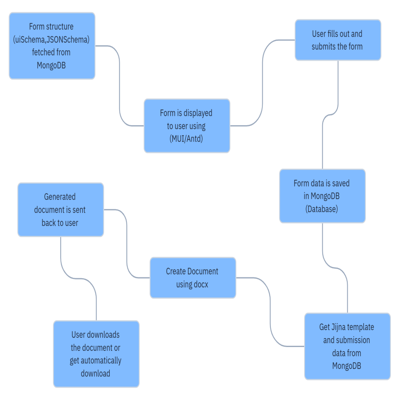 Form structure
(uiSchema,JSONSchema)
fetched from
MongoDB
Form is displayed
to user using
(MUI/Antd)
User fills out and
submits the form
Form data is saved
in MongoDB
(Database)
Get Jijna template
and submission
data from
MongoDB
Create Document
using docx
Generated
document is sent
back to user
User downloads
the document or
get automatically
download